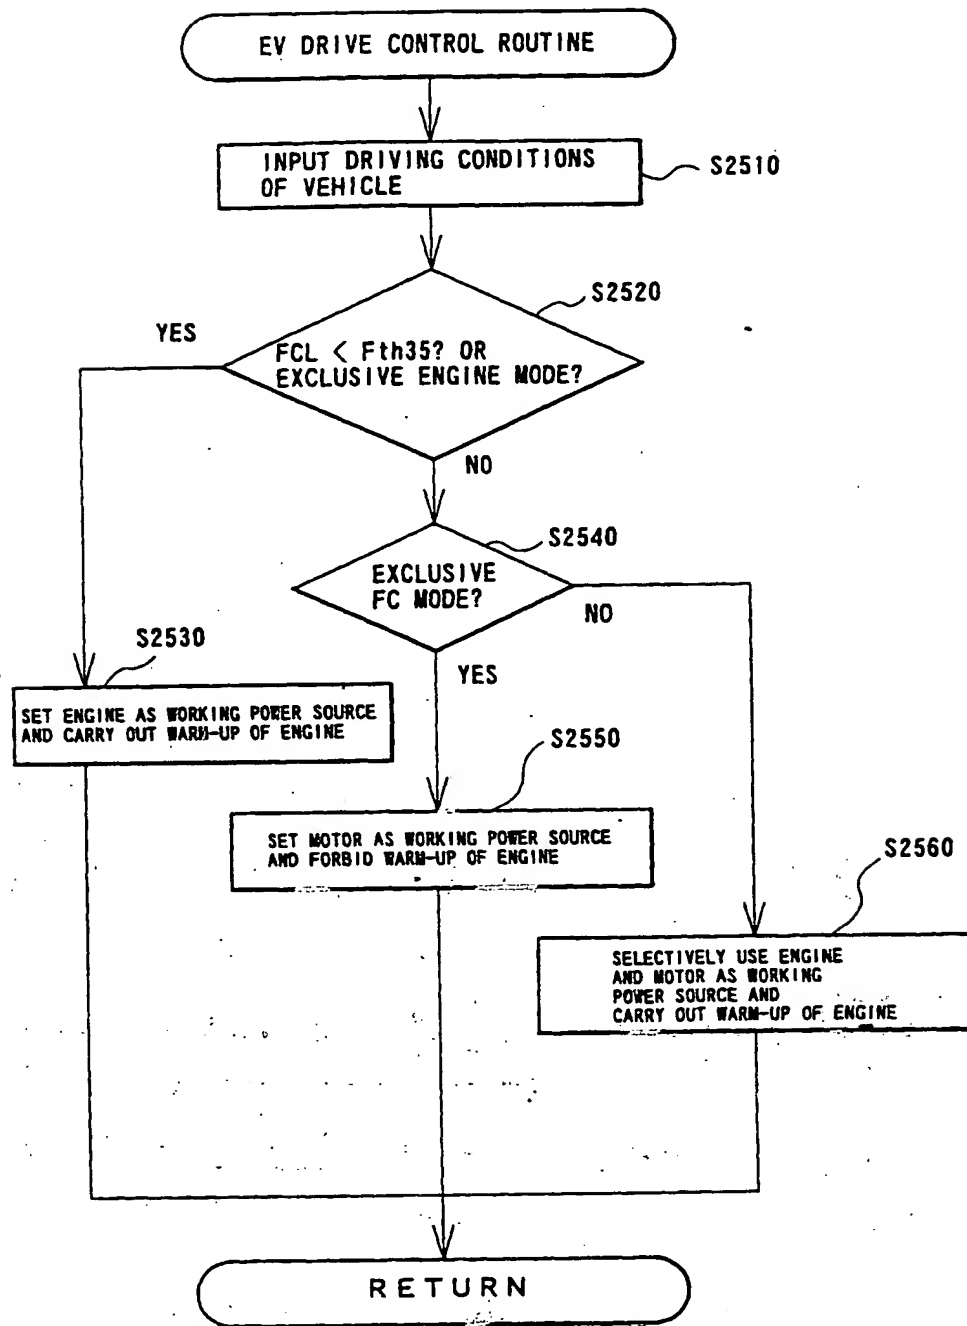 EV DRIVE CONTROL ROUTINE
INPUT DRIVING CONDITIONS
OF VEHICLE
S2510
S2520
YES
FCL < Fth35? OR
EXCLUSIVE ENGINE MODE?
NO
S2540
EXCLUSIVE
FC MODE?
NO
S2530
YES
SET ENGINE AS WORKING POWER SOURCE
AND CARRY OUT WARM-UP OF ENGINE
S2550
SET MOTOR AS WORKING POWER SOURCE
AND FORBID WARM-UP OF ENGINE
S2560
SELECTIVELY USE ENGINE
AND MOTOR AS WORKING
POWER SOURCE AND
CARRY OUT WARM-UP OF ENGINE
RETURN